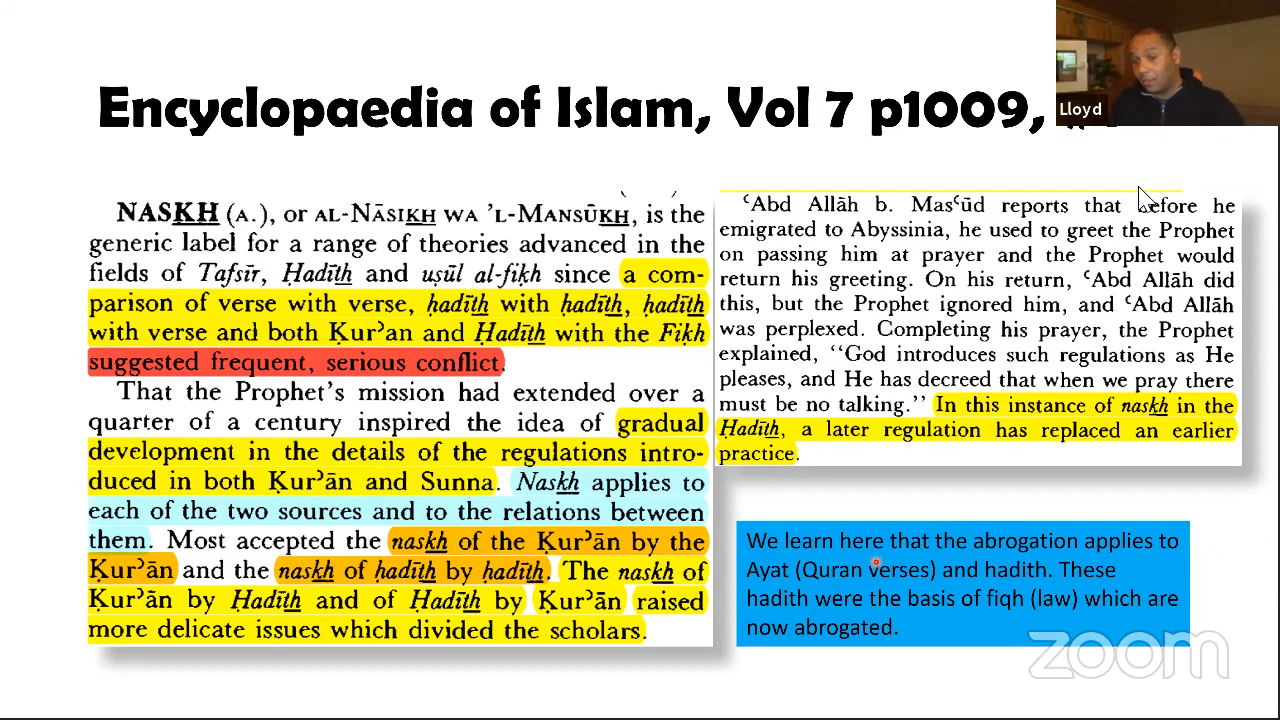 Encyclopaedia of Islam, Vol 7 p1009,
Lloyd
NASKH (A.), or AL-NĀSIKH WA 'L-MANSŪKH, is the
generic label for a range of theories advanced in the
fields of Tafsīr, Ḥadīth and uṣūl al-fiḳh since a com-
parison of verse with verse, ḥadīth with ḥadīth, ḥadīth
with verse and both Ḳurʾan and Ḥadīth with the Fiḳh
suggested frequent, serious conflict.
That the Prophet's mission had extended over a
quarter of a century inspired the idea of gradual
development in the details of the regulations intro-
duced in both Ḳurʾān and Sunna. Naskh applies to
each of the two sources and to the relations between
them. Most accepted the naskh of the Ḳurʾān by the
Ḳurʾān and the naskh of ḥadīth by ḥadīth. The naskh of
Ḳurʾān by Ḥadīth and of Ḥadīth by Ḳurʾān raised
more delicate issues which divided the scholars.
ʿAbd Allāh b. Masʿūd reports that before he
emigrated to Abyssinia, he used to greet the Prophet
on passing him at prayer and the Prophet would
return his greeting. On his return, ʿAbd Allāh did
this, but the Prophet ignored him, and ʿAbd Allāh
was perplexed. Completing his prayer, the Prophet
explained, "God introduces such regulations as He
pleases, and He has decreed that when we pray there
must be no talking." In this instance of naskh in the
Ḥadīth, a later regulation has replaced an earlier
practice.
We learn here that the abrogation applies to
Ayat (Quran verses) and hadith. These
hadith were the basis of fiqh (law) which are
now abrogated.
zoom